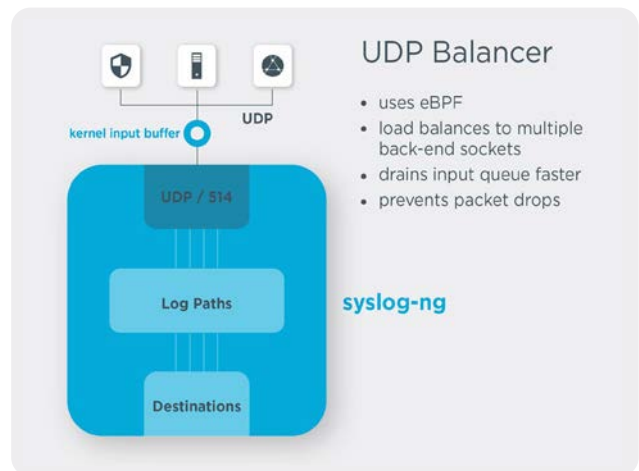 UDP Balancer
UDP
kernel input buffer
• uses eBPF
• load balances to multiple
back-end sockets
• drains input queue faster
• prevents packet drops
UDP / 514
Log Paths
syslog-ng
Destinations